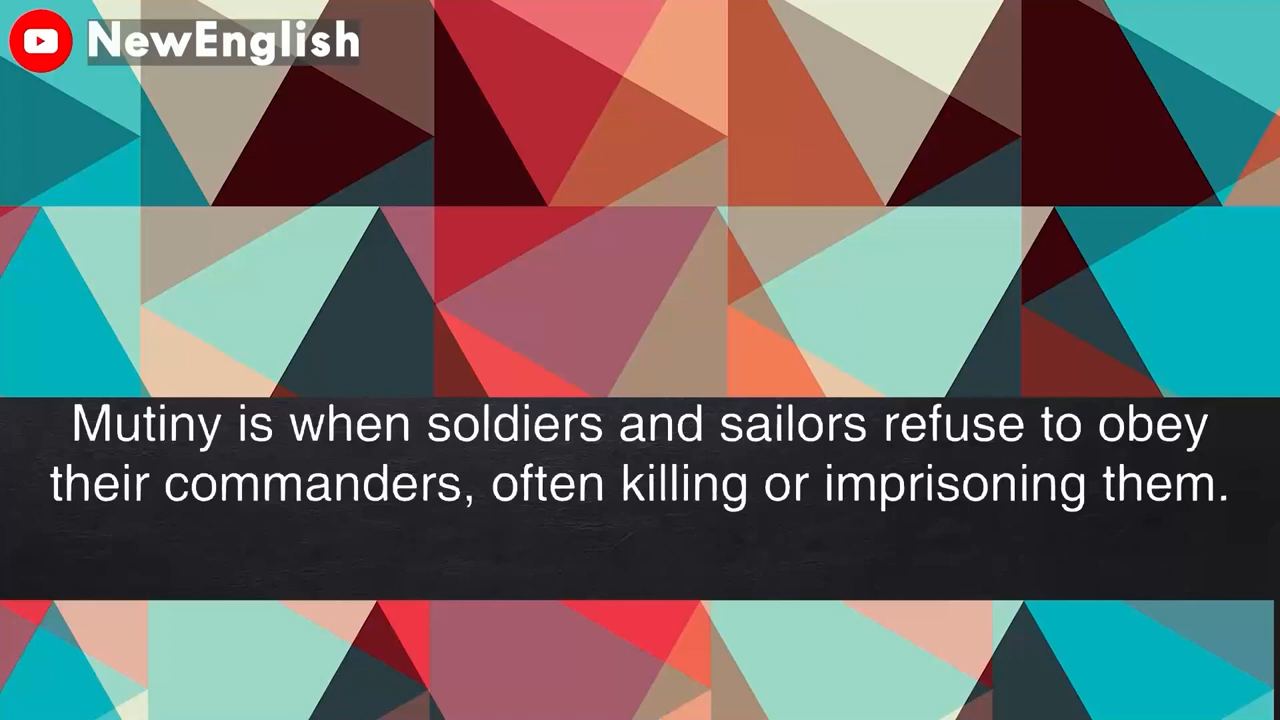 NewEnglish
Mutiny is when soldiers and sailors refuse to obey
their commanders, often killing or imprisoning them.